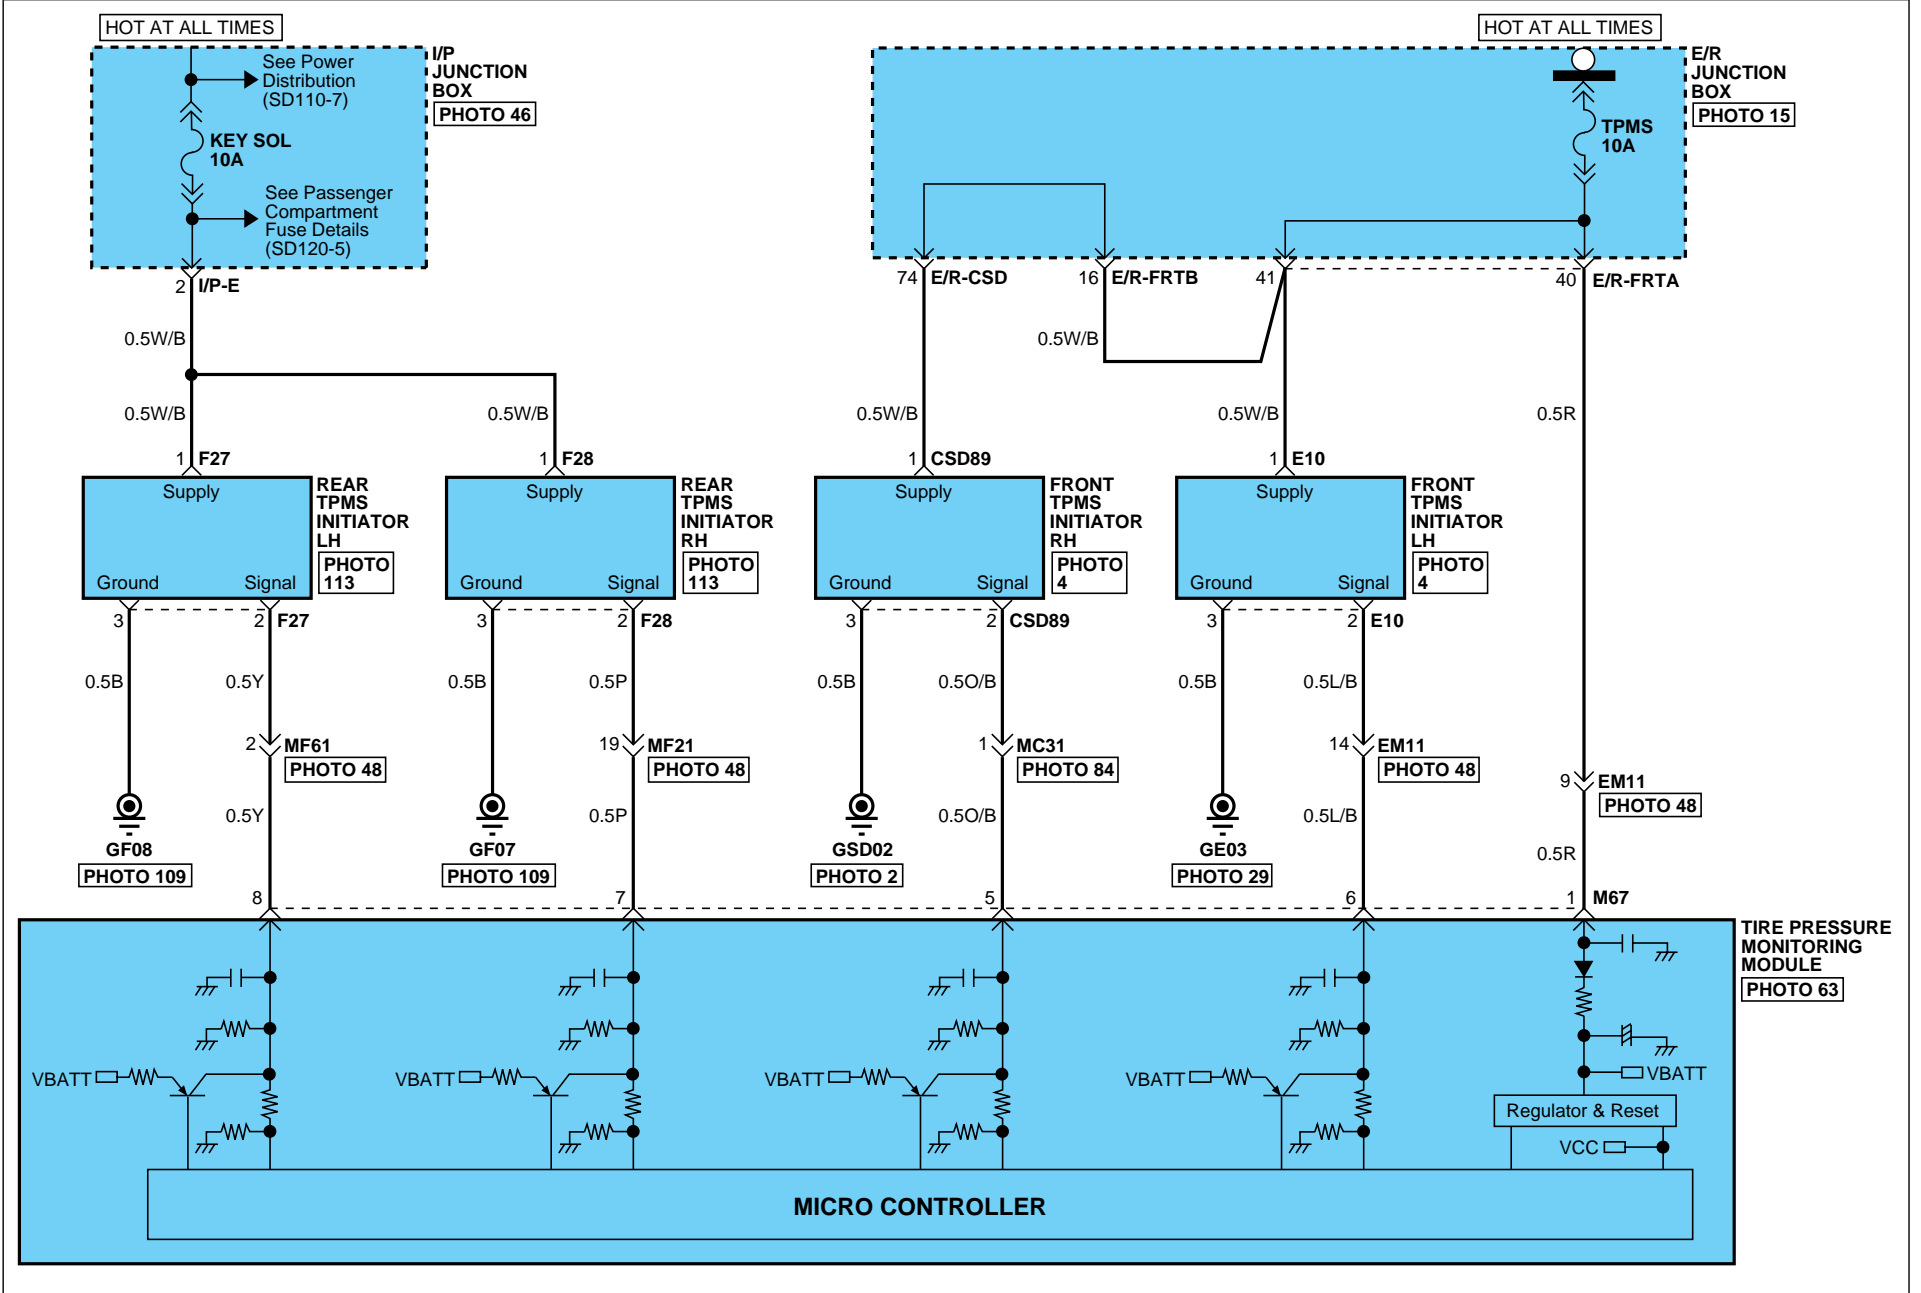 HOT AT ALL TIMES
HOT AT ALL TIMES
See Power
Distribution
(SD110-7)
KEY SOL
10A
See Passenger
Compartment
Fuse Details
(SD120-5)
I/P
JUNCTION
BOX
PHOTO 46
TPMS
10A
E/R
JUNCTION
BOX
PHOTO 15
2 I/P-E
74 E/R-CSD
16 E/R-FRTB
41
40 E/R-FRTA
0.5W/B
0.5W/B
0.5W/B
0.5W/B
0.5W/B
0.5W/B
0.5R
1 F27
1 F28
1 CSD89
1 E10
Supply
Ground
Signal
REAR
TPMS
INITIATOR
LH
PHOTO
113
Supply
Ground
Signal
REAR
TPMS
INITIATOR
RH
PHOTO
113
Supply
Ground
Signal
FRONT
TPMS
INITIATOR
RH
PHOTO
4
Supply
Ground
Signal
FRONT
TPMS
INITIATOR
LH
PHOTO
4
3
2 F27
3
2 F28
3
2 CSD89
3
2 E10
0.5B
0.5Y
0.5B
0.5P
0.5B
0.5O/B
0.5B
0.5L/B
2 MF61
PHOTO 48
19 MF21
PHOTO 48
1 MC31
PHOTO 84
14 EM11
PHOTO 48
9 EM11
PHOTO 48
0.5Y
0.5P
0.5O/B
0.5L/B
0.5R
GF08
PHOTO 109
GF07
PHOTO 109
GSD02
PHOTO 2
GE03
PHOTO 29
8
7
5
6
1 M67
TIRE PRESSURE
MONITORING
MODULE
PHOTO 63
VBATT
VBATT
VBATT
VBATT
VBATT
Regulator & Reset
VCC
MICRO CONTROLLER